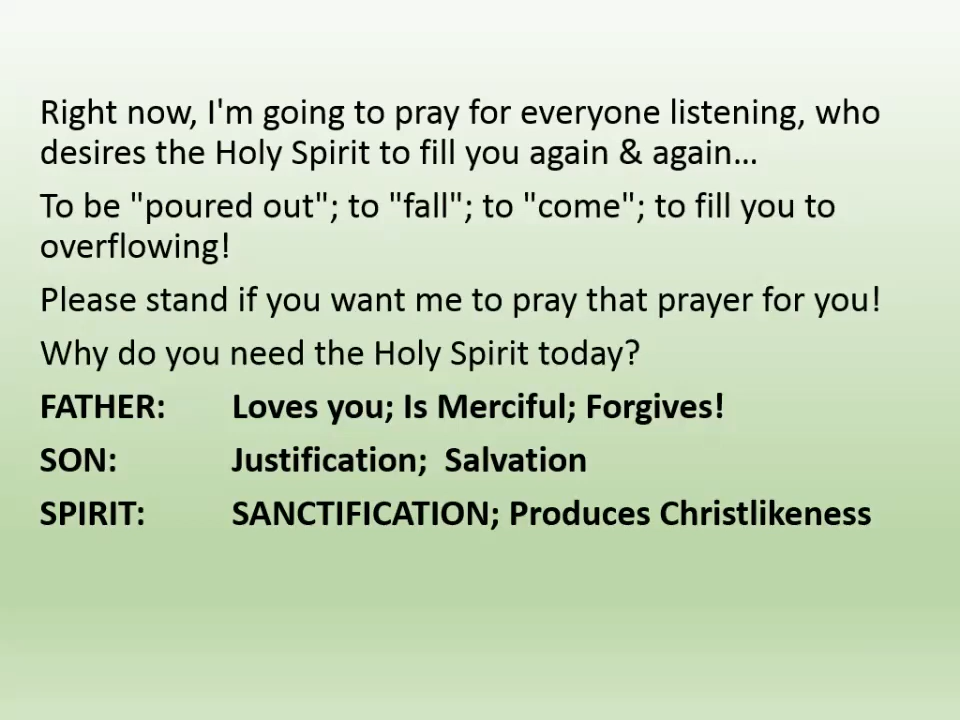 Right now, I'm going to pray for everyone listening, who
desires the Holy Spirit to fill you again & again…
To be "poured out"; to "fall"; to "come"; to fill you to
overflowing!
Please stand if you want me to pray that prayer for you!
Why do you need the Holy Spirit today?
FATHER: Loves you; Is Merciful; Forgives!
SON: Justification; Salvation
SPIRIT: SANCTIFICATION; Produces Christlikeness